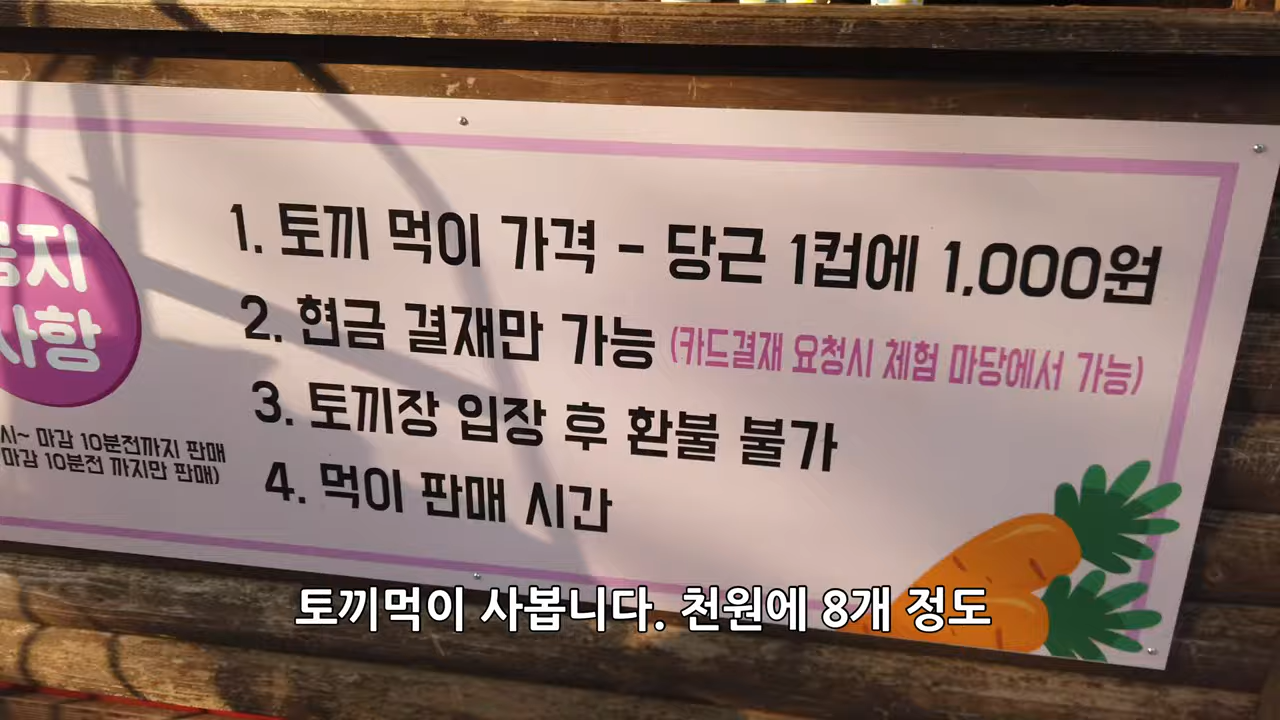 공지
사항
1. 토끼 먹이 가격 - 당근 1컵에 1,000원
2. 현금 결재만 가능 (카드결재 요청시 체험 마당에서 가능)
3. 토끼장 입장 후 환불 불가
4. 먹이 판매 시간
시~ 마감 10분전까지 판매
마감 10분전 까지만 판매)
토끼먹이 사봅니다. 천원에 8개 정도